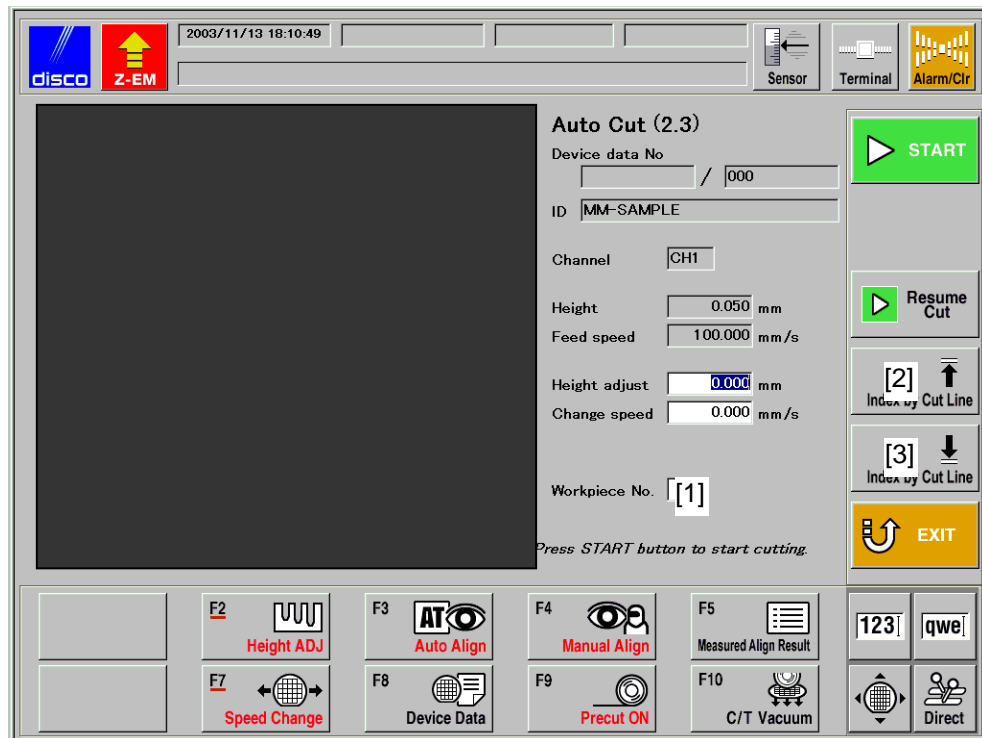 disco
Z-EM
2003/11/13 18:10:49
Sensor
Terminal
Alarm/Clr
Auto Cut (2.3)
Device data No
/ 000
ID MM-SAMPLE
Channel CH1
Height 0.050 mm
Feed speed 100.000 mm/s
Height adjust 0.000 mm
Change speed 0.000 mm/s
Workpiece No. [1]
Press START button to start cutting.
START
Resume
Cut
[2]
Index by Cut Line
[3]
Index by Cut Line
EXIT
F2
Height ADJ
F3 AT
Auto Align
F4
Manual Align
F5
Measured Align Result
F7
Speed Change
F8
Device Data
F9
Precut ON
F10
C/T Vacuum
123
qwe
Direct